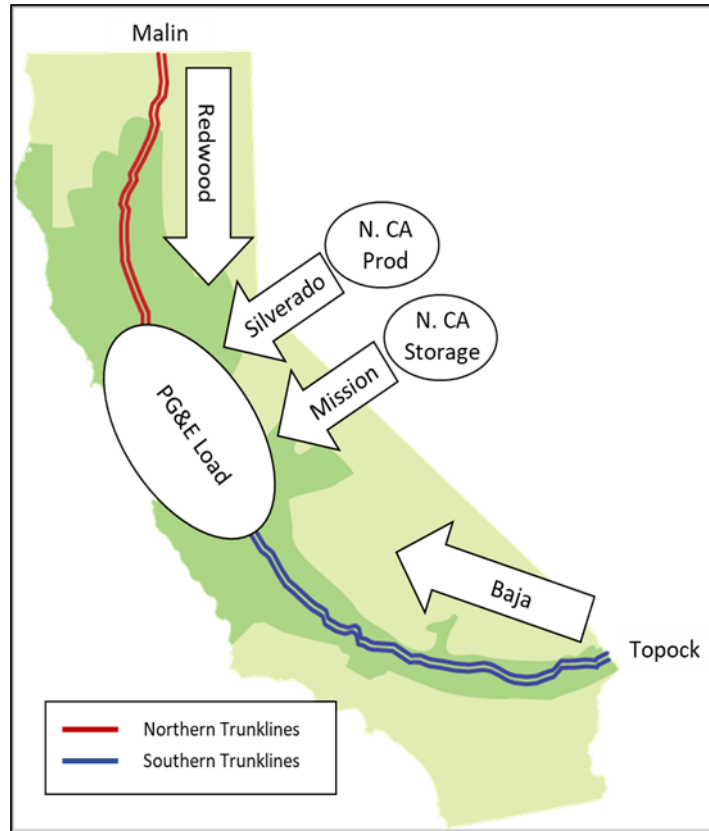 Malin
Redwood
N. CA
Prod
Silverado
N. CA
Storage
Mission
PG&E Load
Baja
Topock
Northern Trunklines
Southern Trunklines